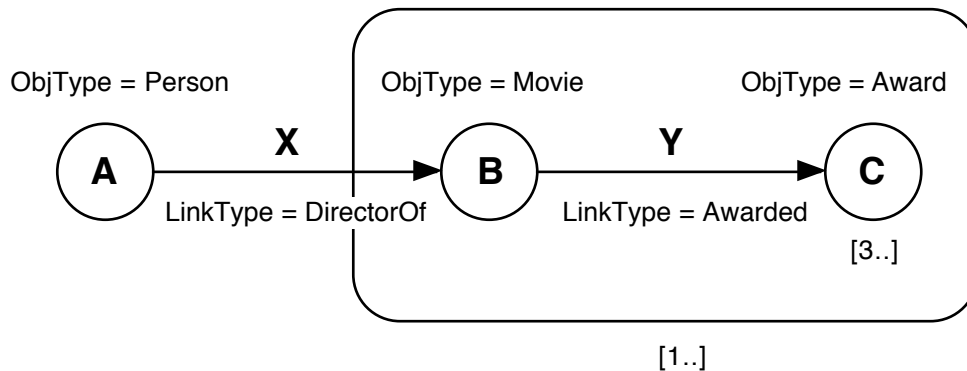 ObjType = Person
ObjType = Movie
ObjType = Award
A
X
B
Y
C
LinkType = DirectorOf
LinkType = Awarded
[3..]
[1..]